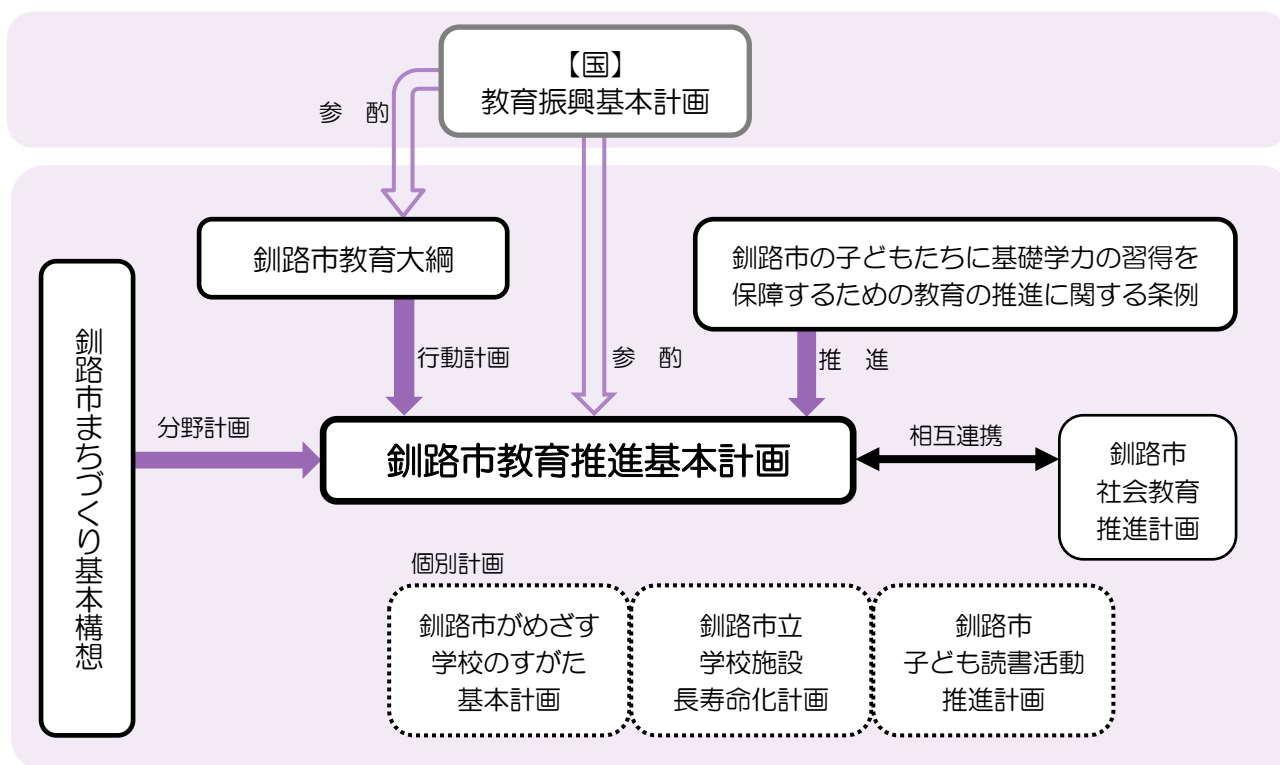 【国】
教育振興基本計画
参 酌
釧路市教育大綱
釧路市の子どもたちに基礎学力の習得を
保障するための教育の推進に関する条例
行動計画
参 酌
推 進
釧路市まちづくり基本構想
分野計画
釧路市教育推進基本計画
相互連携
釧路市
社会教育
推進計画
個別計画
釧路市がめざす
学校のすがた
基本計画
釧路市立
学校施設
長寿命化計画
釧路市
子ども読書活動
推進計画